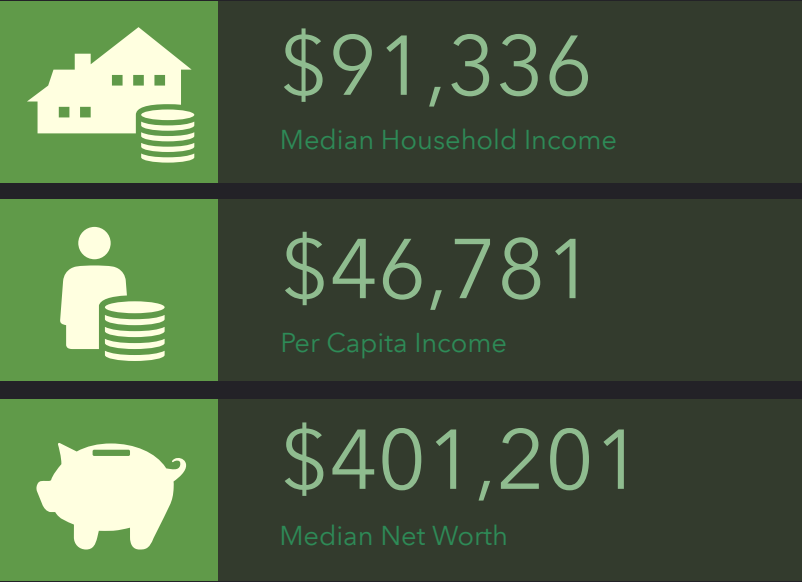 $91,336
Median Household Income
$46,781
Per Capita Income
$401,201
Median Net Worth